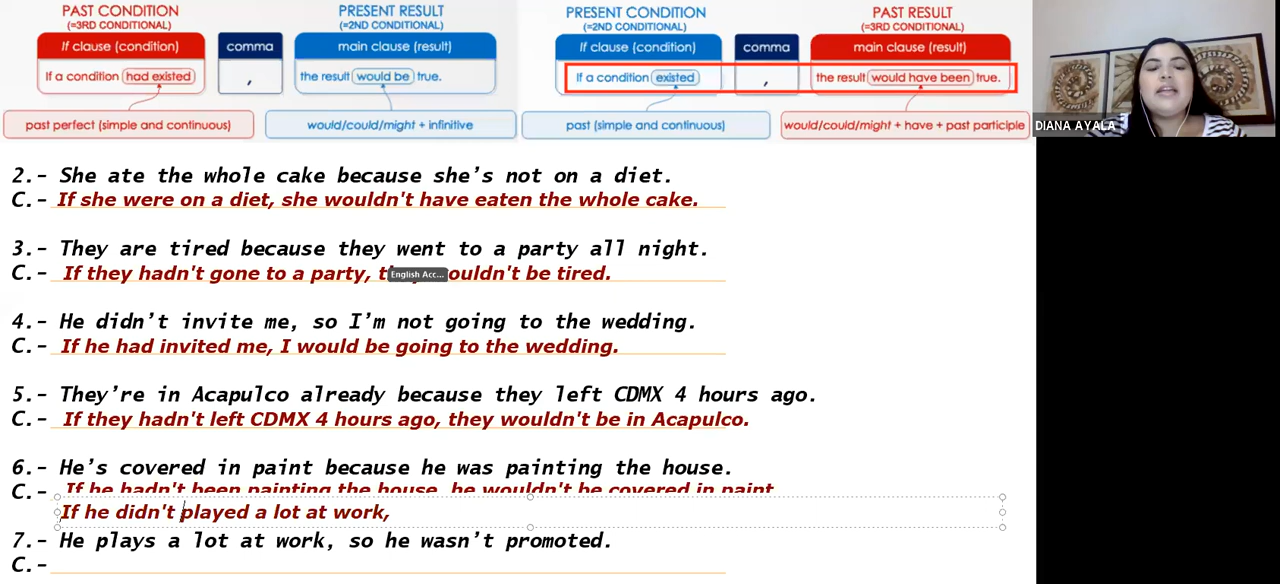 PAST CONDITION
(=3RD CONDITIONAL)
PRESENT RESULT
(=2ND CONDITIONAL)
If clause (condition)
comma
main clause (result)
If a condition had existed
,
the result would be true.
past perfect (simple and continuous)
would/could/might + infinitive
PRESENT CONDITION
(=2ND CONDITIONAL)
PAST RESULT
(=3RD CONDITIONAL)
If clause (condition)
comma
main clause (result)
If a condition existed
,
the result would have been true.
past (simple and continuous)
would/could/might + have + past participle
DIANA AYALA
2.- She ate the whole cake because she's not on a diet.
C.- If she were on a diet, she wouldn't have eaten the whole cake.
3.- They are tired because they went to a party all night.
C.- If they hadn't gone to a party, be tired.
English Acc...
4.- He didn't invite me, so I'm not going to the wedding.
C.- If he had invited me, I would be going to the wedding.
5.- They're in Acapulco already because they left CDMX 4 hours ago.
C.- If they hadn't left CDMX 4 hours ago, they wouldn't be in Acapulco.
6.- He's covered in paint because he was painting the house.
C.- If he hadn't been painting the house, he wouldn't be covered in paint
If he didn't played a lot at work,
7.- He plays a lot at work, so he wasn't promoted.
C.-